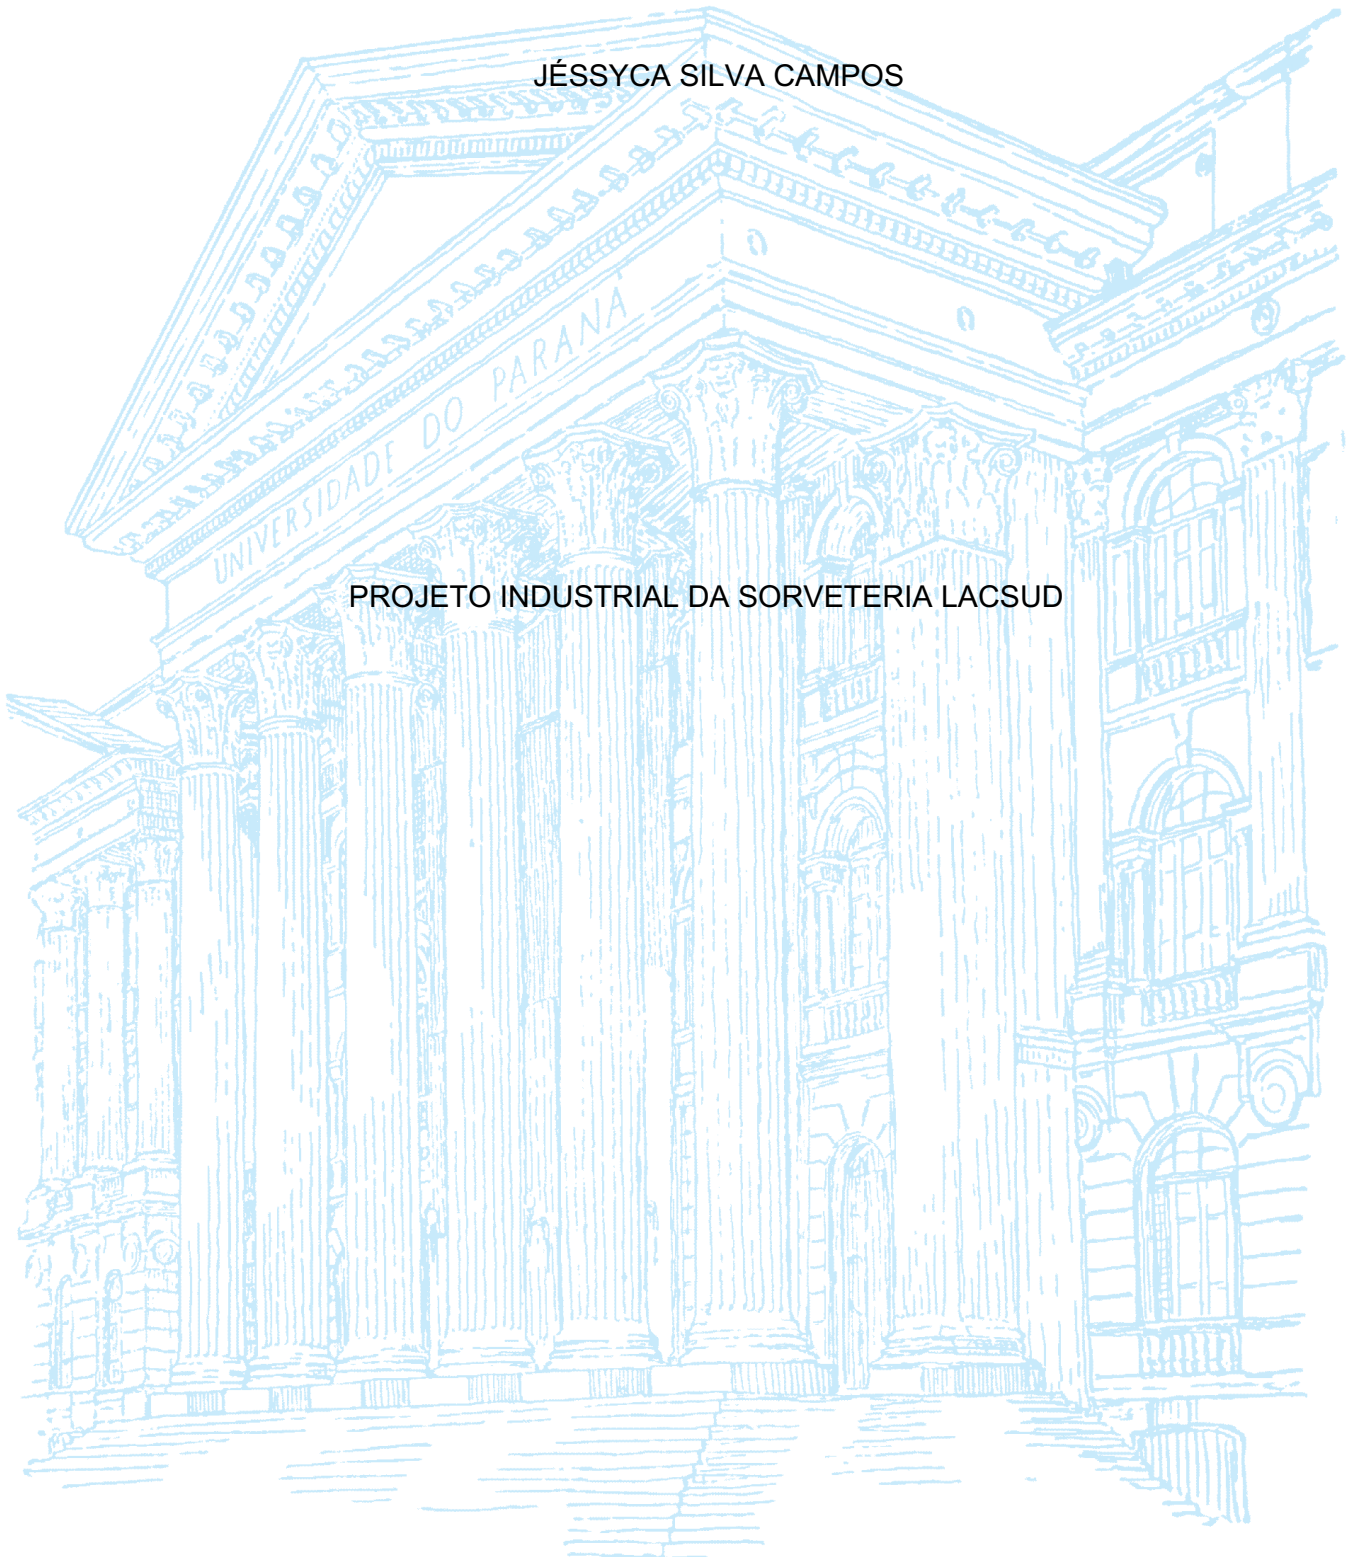 JÉSSYCA SILVA CAMPOS
UNIVERSIDADE DO PARANÁ
PROJETO INDUSTRIAL DA SORVETERIA LACSUD